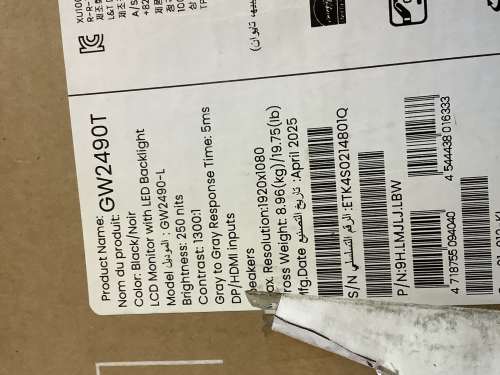 Product Name: GW2490T
Nom du produit:
Color: Black/Noir
LCD Monitor with LED Backlight
Model الموديل : GW2490-L
Brightness: 250 nits
Contrast: 1300:1
Gray to Gray Response Time: 5ms
DP/HDMI inputs
eakers
ax. Resolution:1920x1080
ross Weight: 8.96(kg)/19.75(lb)
Mfg.Date تاريخ التصنيع :April 2025
S/N الرقم التسلسلي :ETK4S0214801Q
P/N:9H.LMJLJ.LBW
4 718755 094040
4 544438 016333